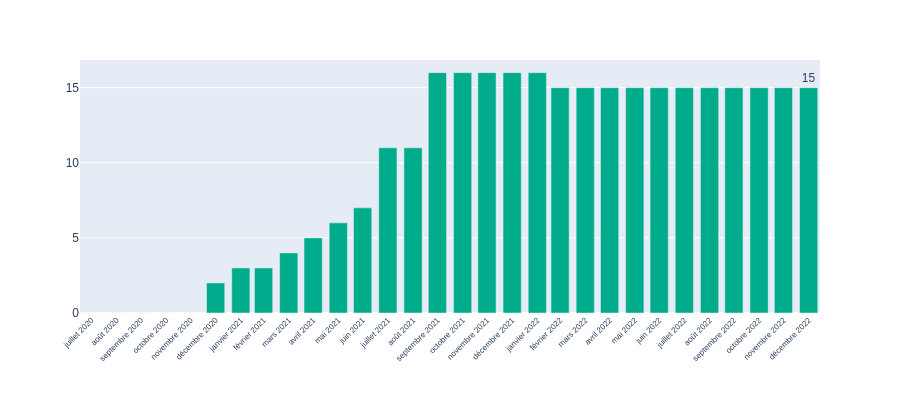 15
15
10
5
0
juillet 2020
août 2020
septembre 2020
octobre 2020
novembre 2020
décembre 2020
janvier 2021
février 2021
mars 2021
avril 2021
mai 2021
juin 2021
juillet 2021
août 2021
septembre 2021
octobre 2021
novembre 2021
décembre 2021
janvier 2022
février 2022
mars 2022
avril 2022
mai 2022
juin 2022
juillet 2022
août 2022
septembre 2022
octobre 2022
novembre 2022
décembre 2022